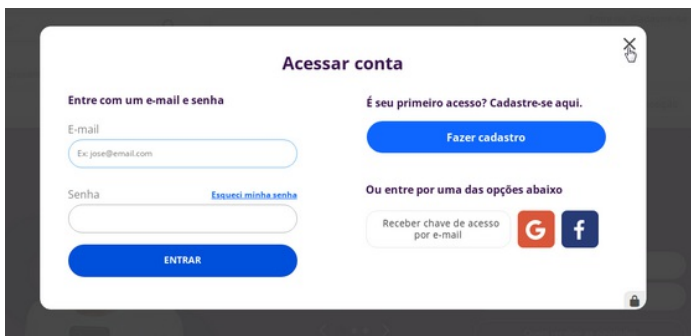 Acessar conta
Entre com um e-mail e senha
E-mail
Ex: jose@email.com
Senha
Esqueci minha senha
ENTRAR
É seu primeiro acesso? Cadastre-se aqui.
Fazer cadastro
Ou entre por uma das opções abaixo
Receber chave de acesso
por e-mail
G
f